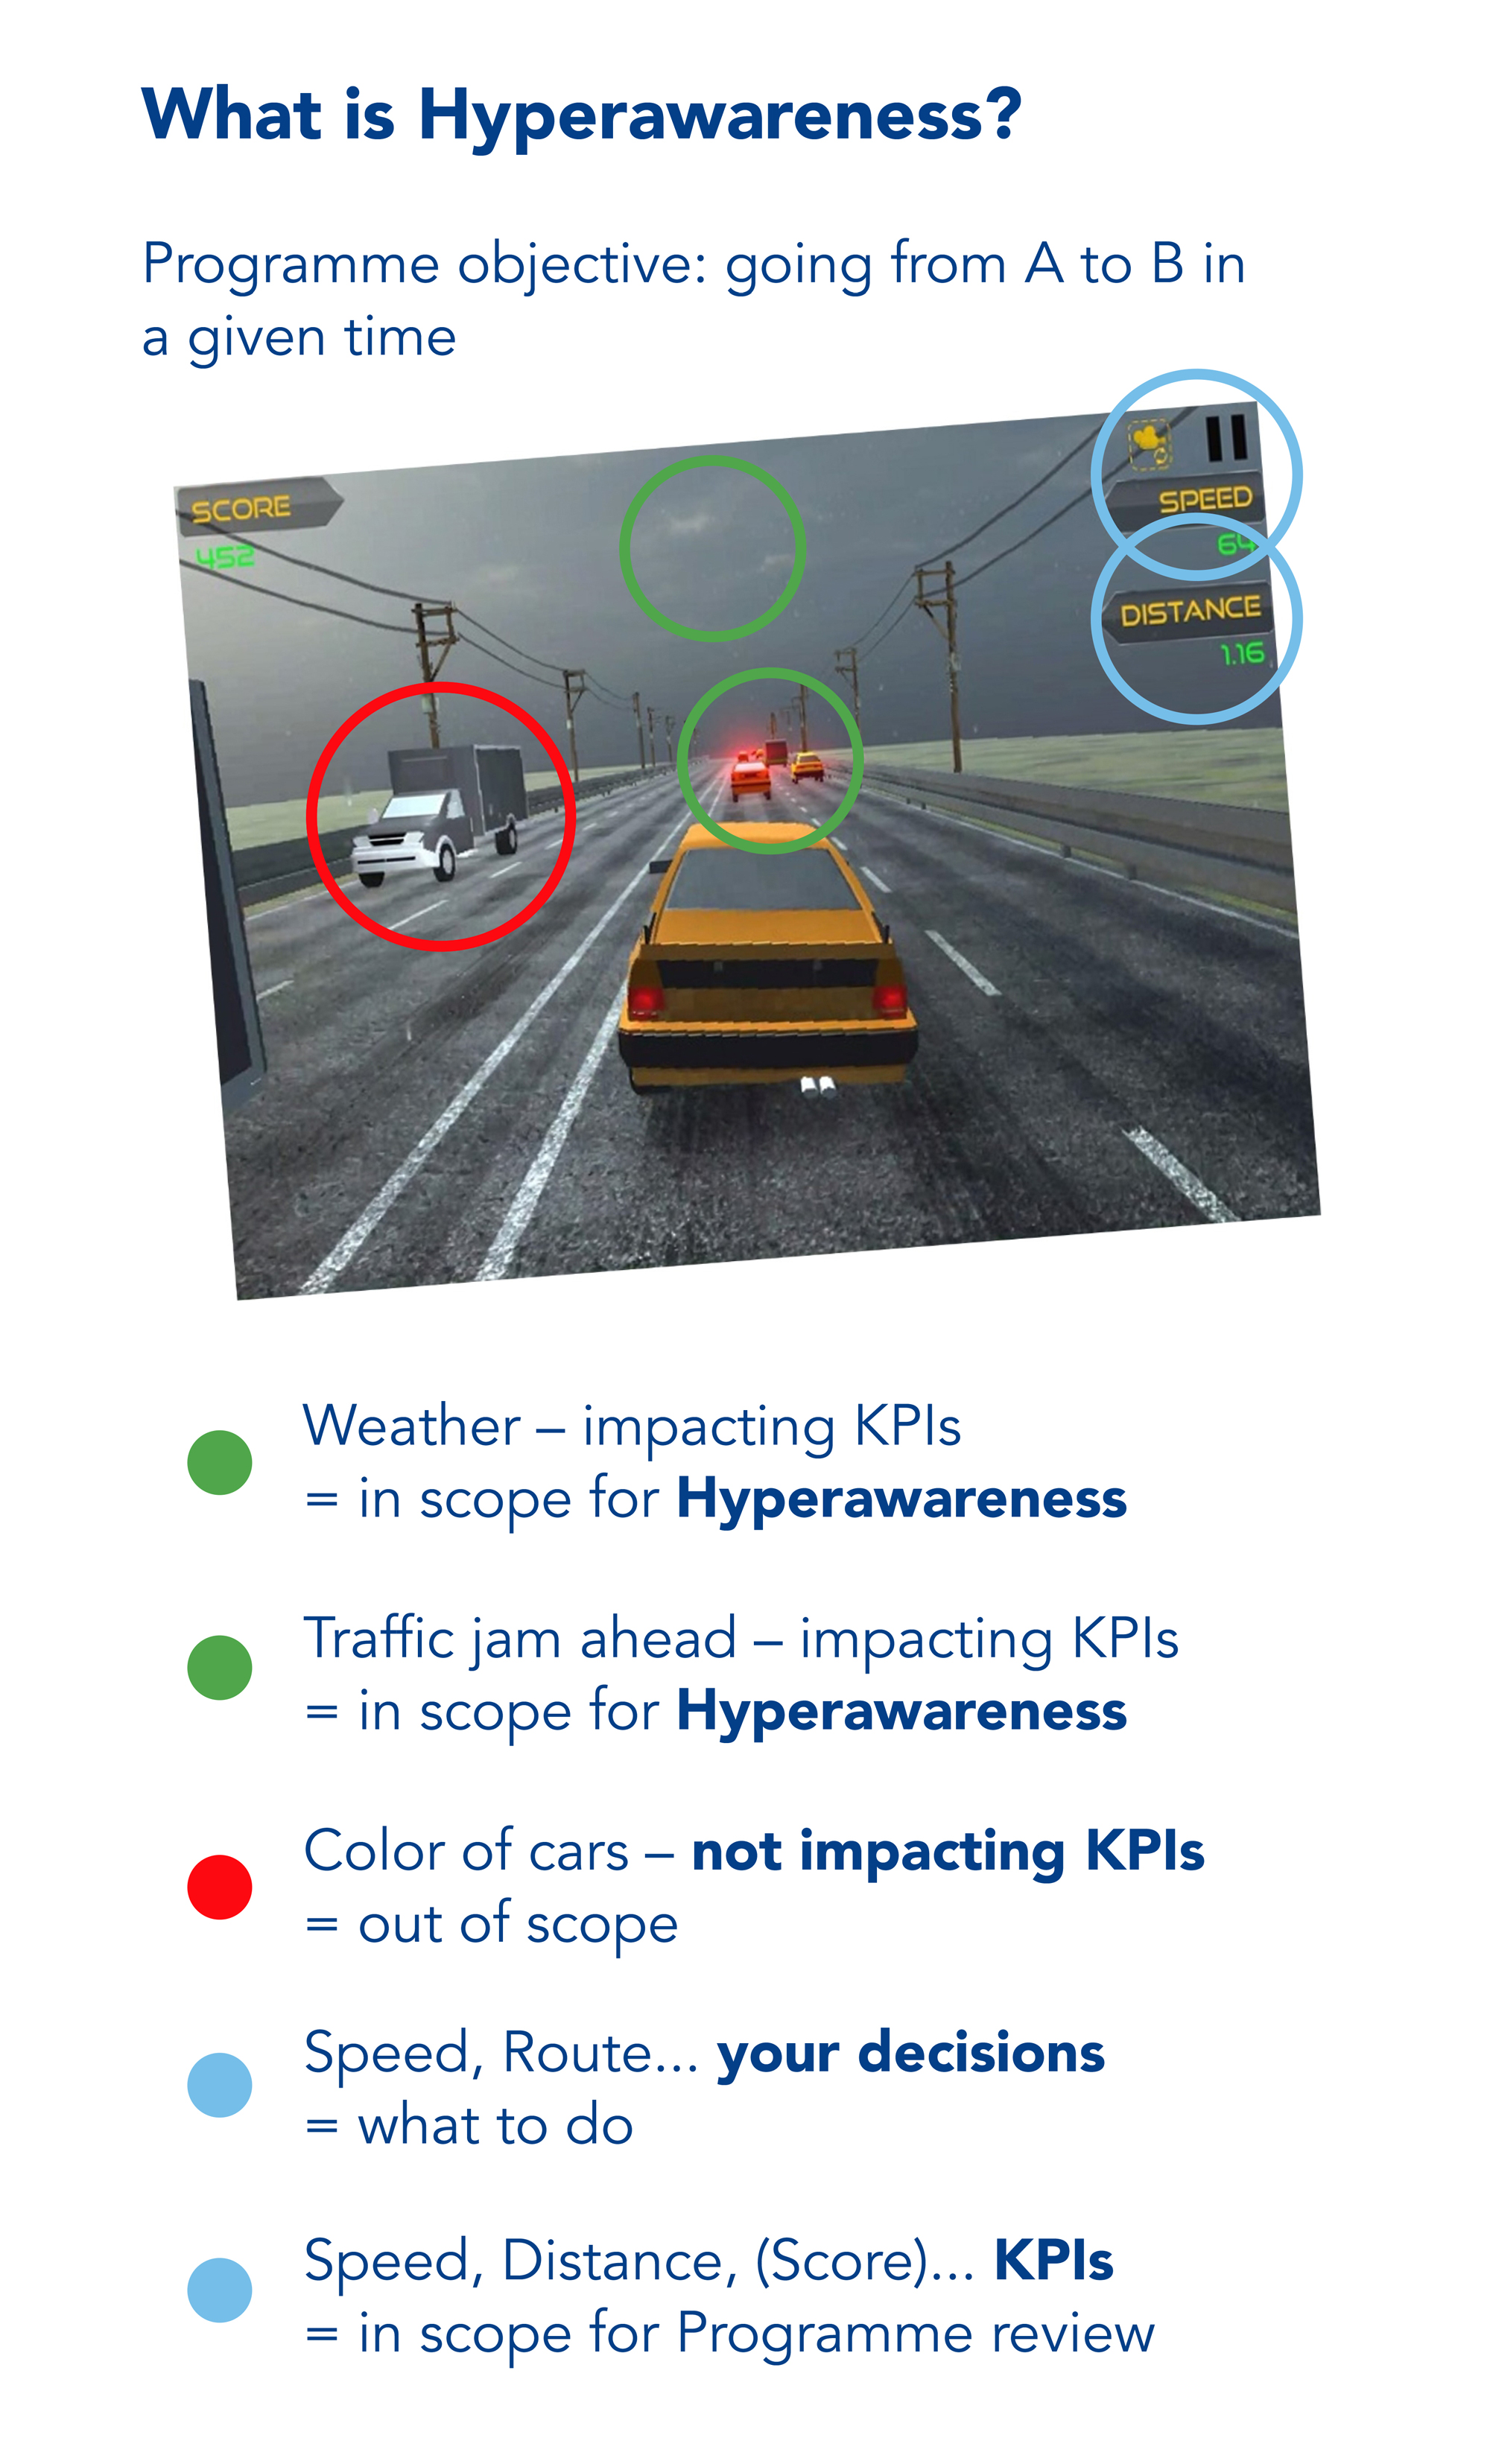 What is Hyperawareness?
Programme objective: going from A to B in
a given time
SCORE
452
SPEED
64
DISTANCE
1.16
Weather – impacting KPIs
= in scope for Hyperawareness
Traffic jam ahead – impacting KPIs
= in scope for Hyperawareness
Color of cars – not impacting KPIs
= out of scope
Speed, Route... your decisions
= what to do
Speed, Distance, (Score)... KPIs
= in scope for Programme review